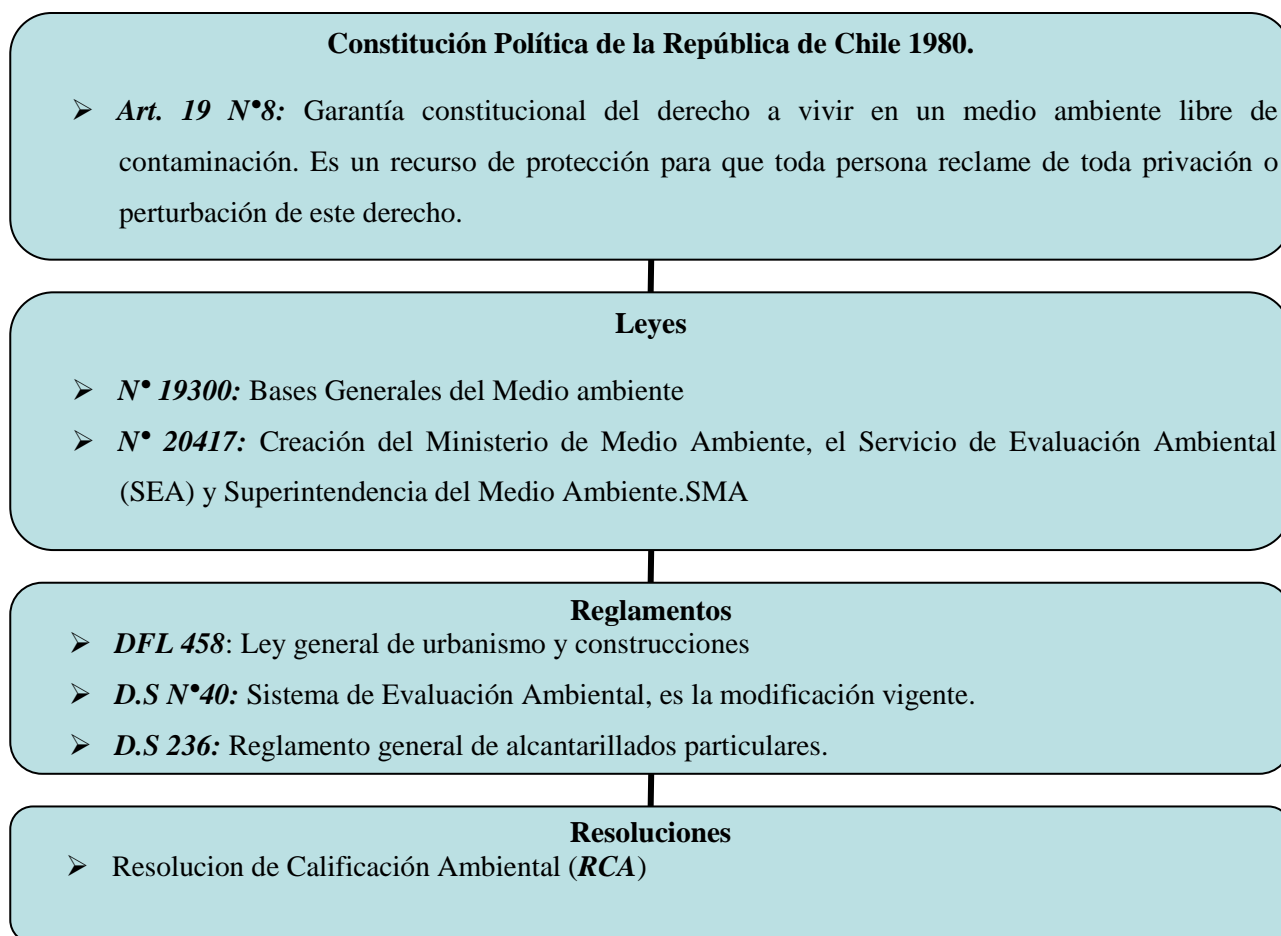 Constitución Política de la República de Chile 1980.
➢ Art. 19 N°8: Garantía constitucional del derecho a vivir en un medio ambiente libre de
contaminación. Es un recurso de protección para que toda persona reclame de toda privación o
perturbación de este derecho.
Leyes
➢ N° 19300: Bases Generales del Medio ambiente
➢ N° 20417: Creación del Ministerio de Medio Ambiente, el Servicio de Evaluación Ambiental
(SEA) y Superintendencia del Medio Ambiente.SMA
Reglamentos
➢ DFL 458: Ley general de urbanismo y construcciones
➢ D.S N°40: Sistema de Evaluación Ambiental, es la modificación vigente.
➢ D.S 236: Reglamento general de alcantarillados particulares.
Resoluciones
➢ Resolucion de Calificación Ambiental (RCA)